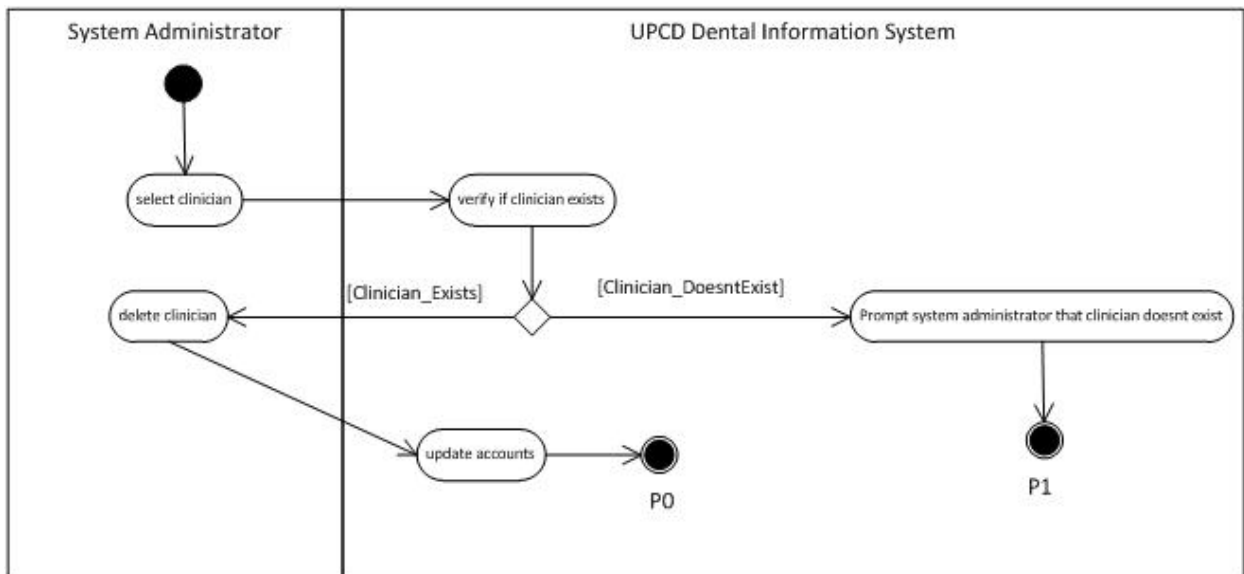 System Administrator
UPCD Dental Information System
select clinician
verify if clinician exists
[Clinician_Exists]
[Clinician_DoesntExist]
delete clinician
Prompt system administrator that clinician doesnt exist
update accounts
P0
P1